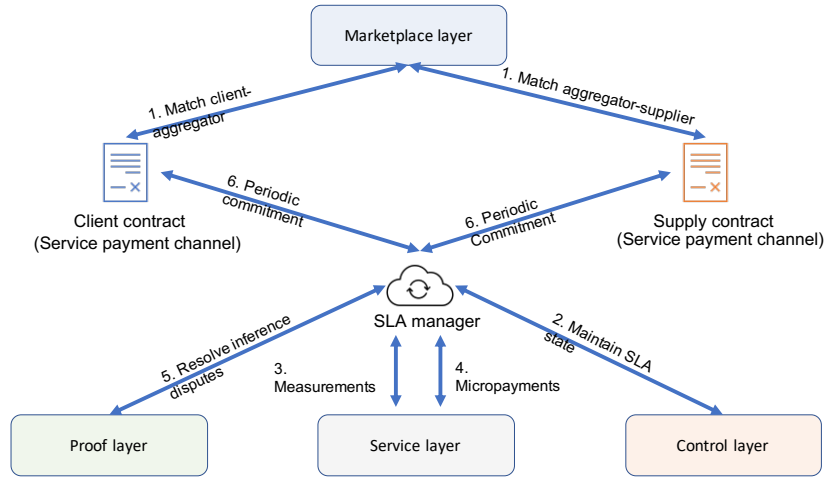 Marketplace layer
1. Match client-
aggregator
1. Match aggregator-supplier
6. Periodic
commitment
6. Periodic
Commitment
Client contract
(Service payment channel)
Supply contract
(Service payment channel)
SLA manager
5. Resolve inference
disputes
3.
Measurements
4.
Micropayments
2. Maintain SLA
state
Proof layer
Service layer
Control layer